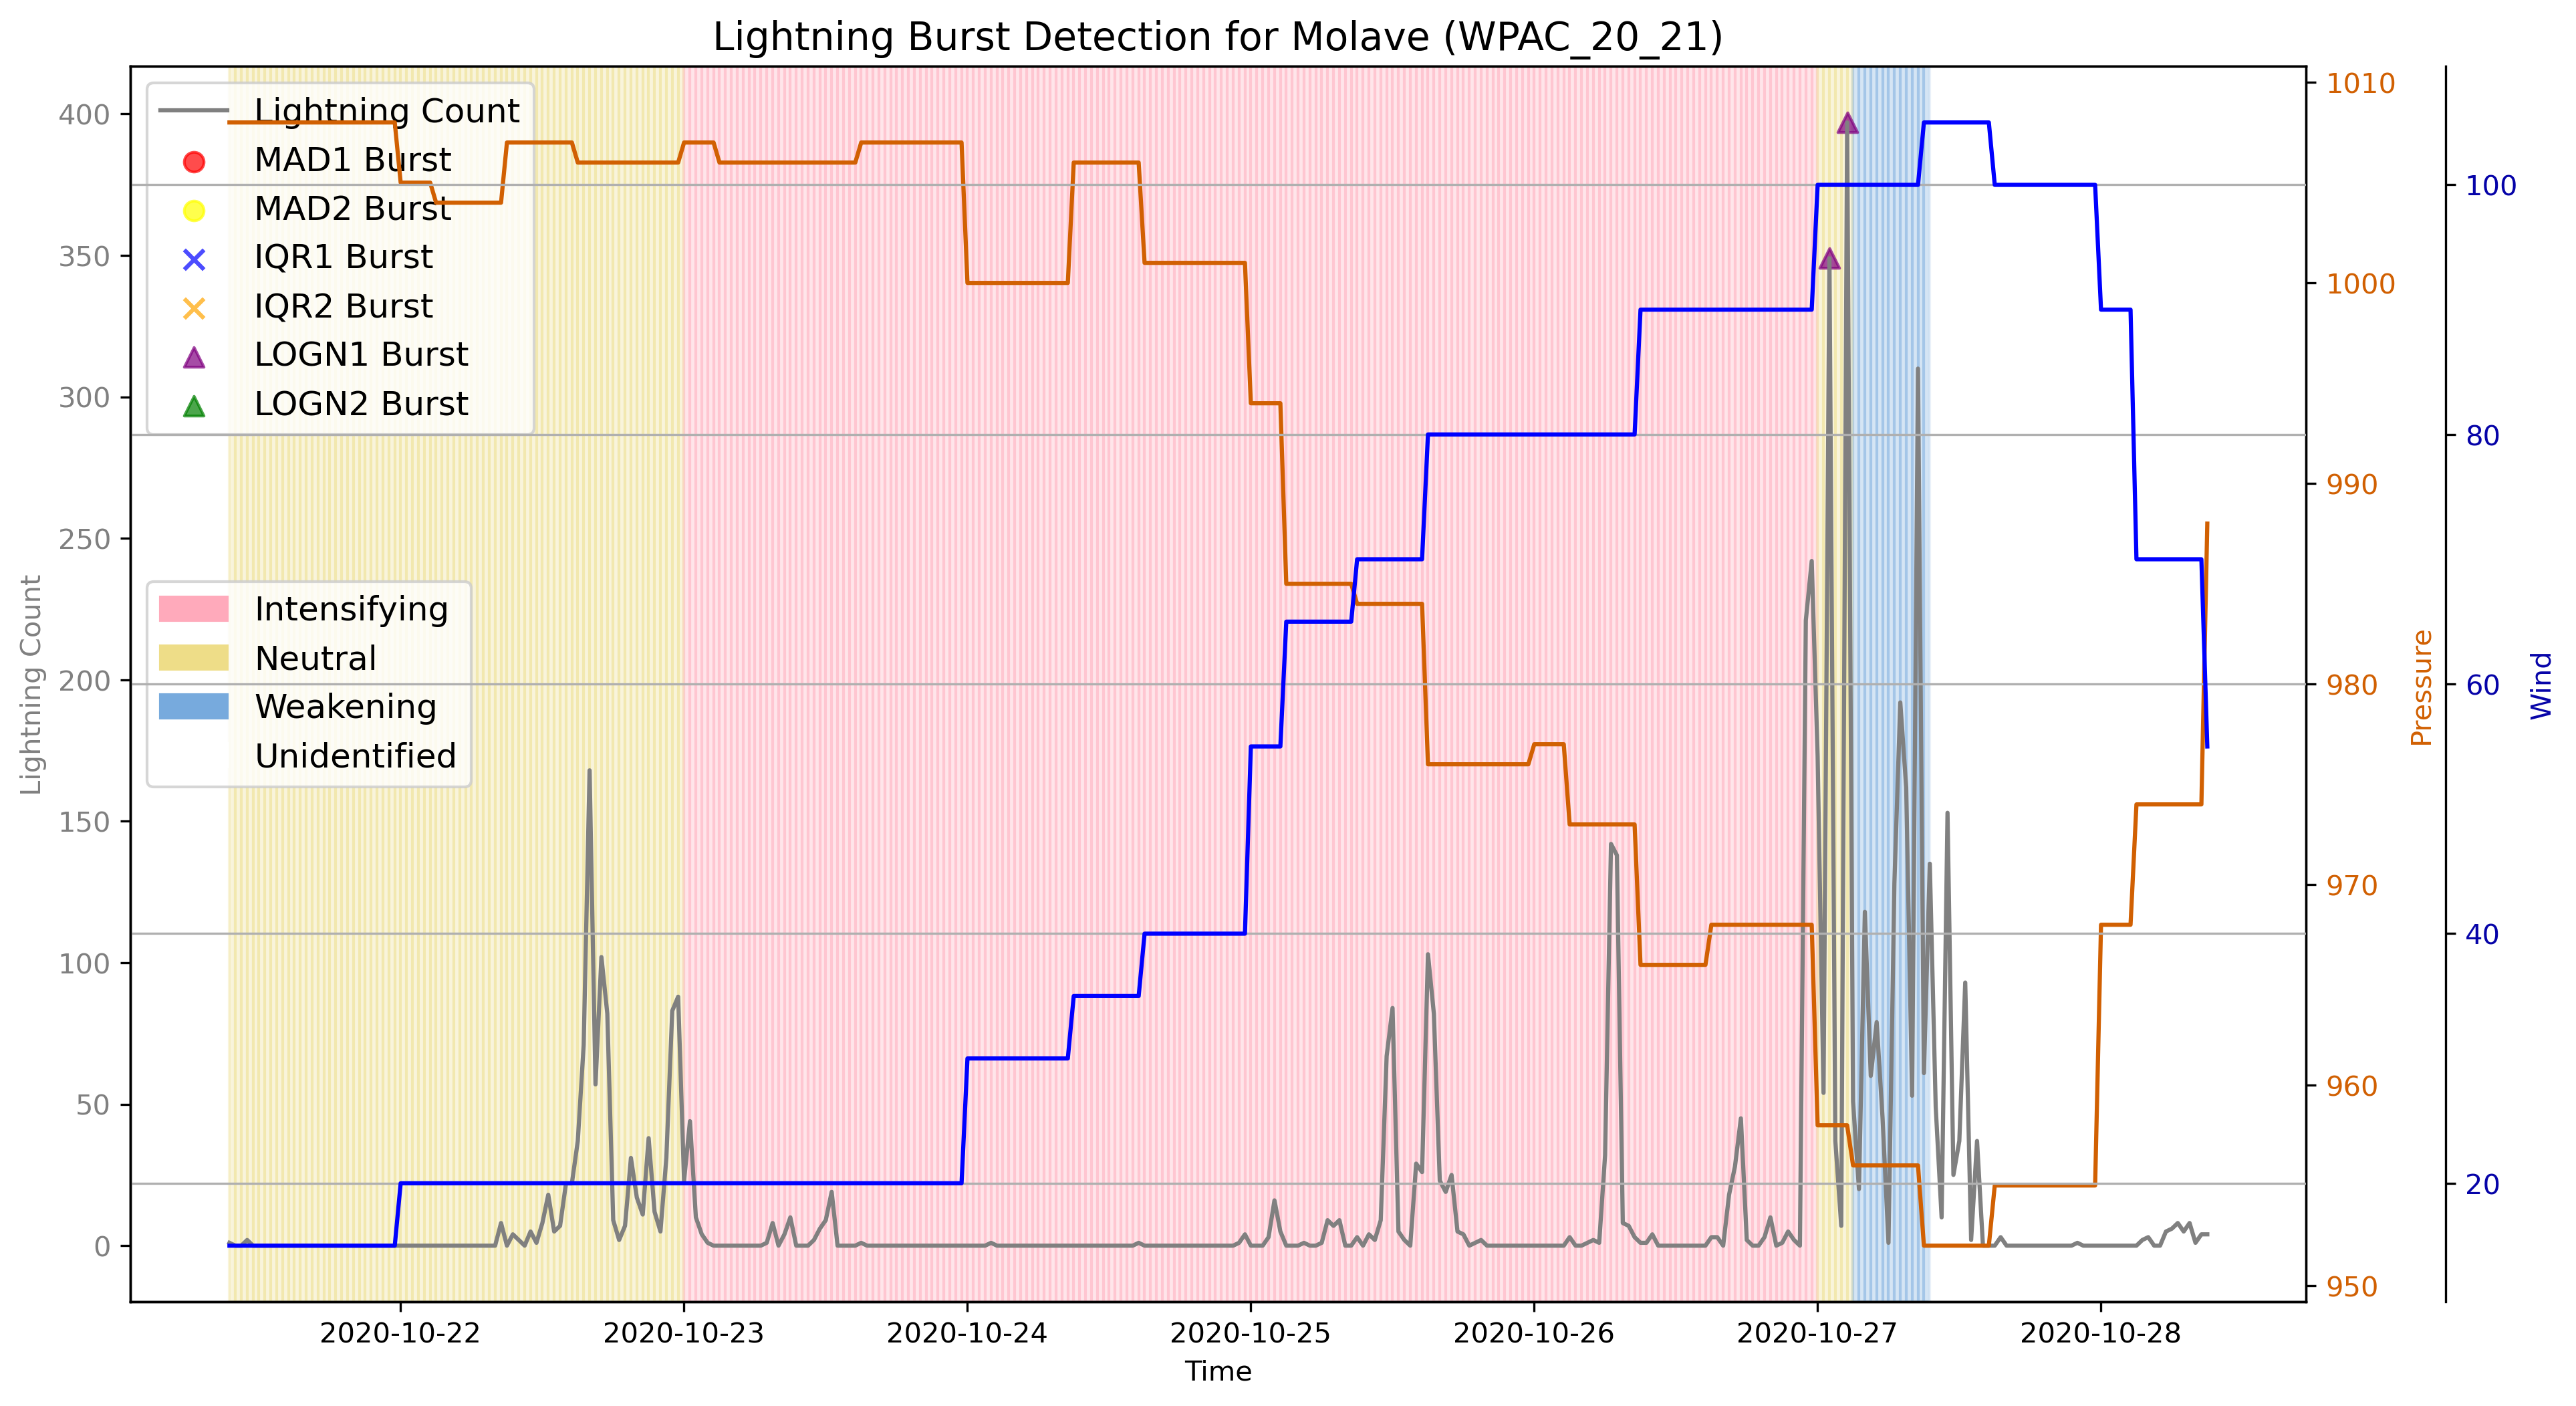 Lightning Burst Detection for Molave (WPAC_20_21)
Lightning Count
MAD1 Burst
MAD2 Burst
IQR1 Burst
IQR2 Burst
LOGN1 Burst
LOGN2 Burst
Intensifying
Neutral
Weakening
Unidentified
400
350
300
250
200
150
100
50
0
Lightning Count
1010
1000
990
980
970
960
950
Pressure
100
80
60
40
20
Wind
2020-10-22
2020-10-23
2020-10-24
2020-10-25
2020-10-26
2020-10-27
2020-10-28
Time